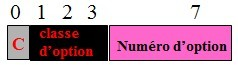 0 1 2 3 7
C classe d'option Numéro d'option